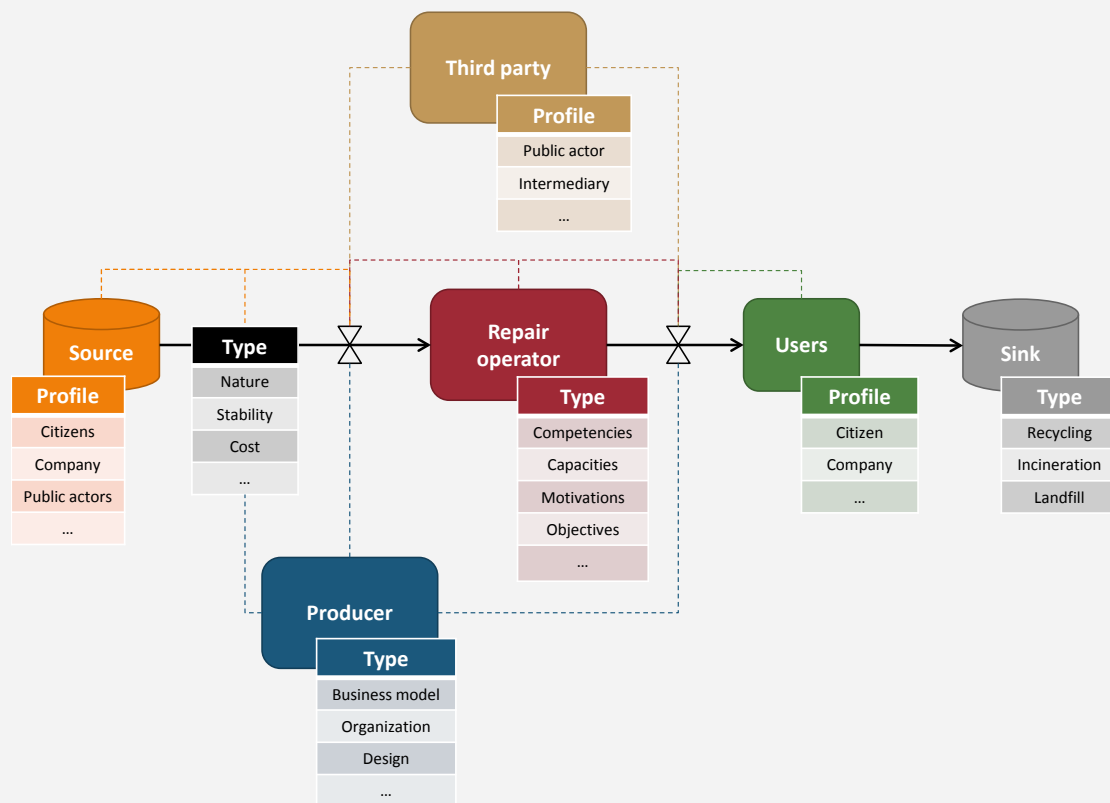 Third party
Profile
Public actor
Intermediary
...
Source
Profile
Citizens
Company
Public actors
...
Type
Nature
Stability
Cost
...
Repair
operator
Type
Competencies
Capacities
Motivations
Objectives
...
Users
Profile
Citizen
Company
...
Sink
Type
Recycling
Incineration
Landfill
Producer
Type
Business model
Organization
Design
...